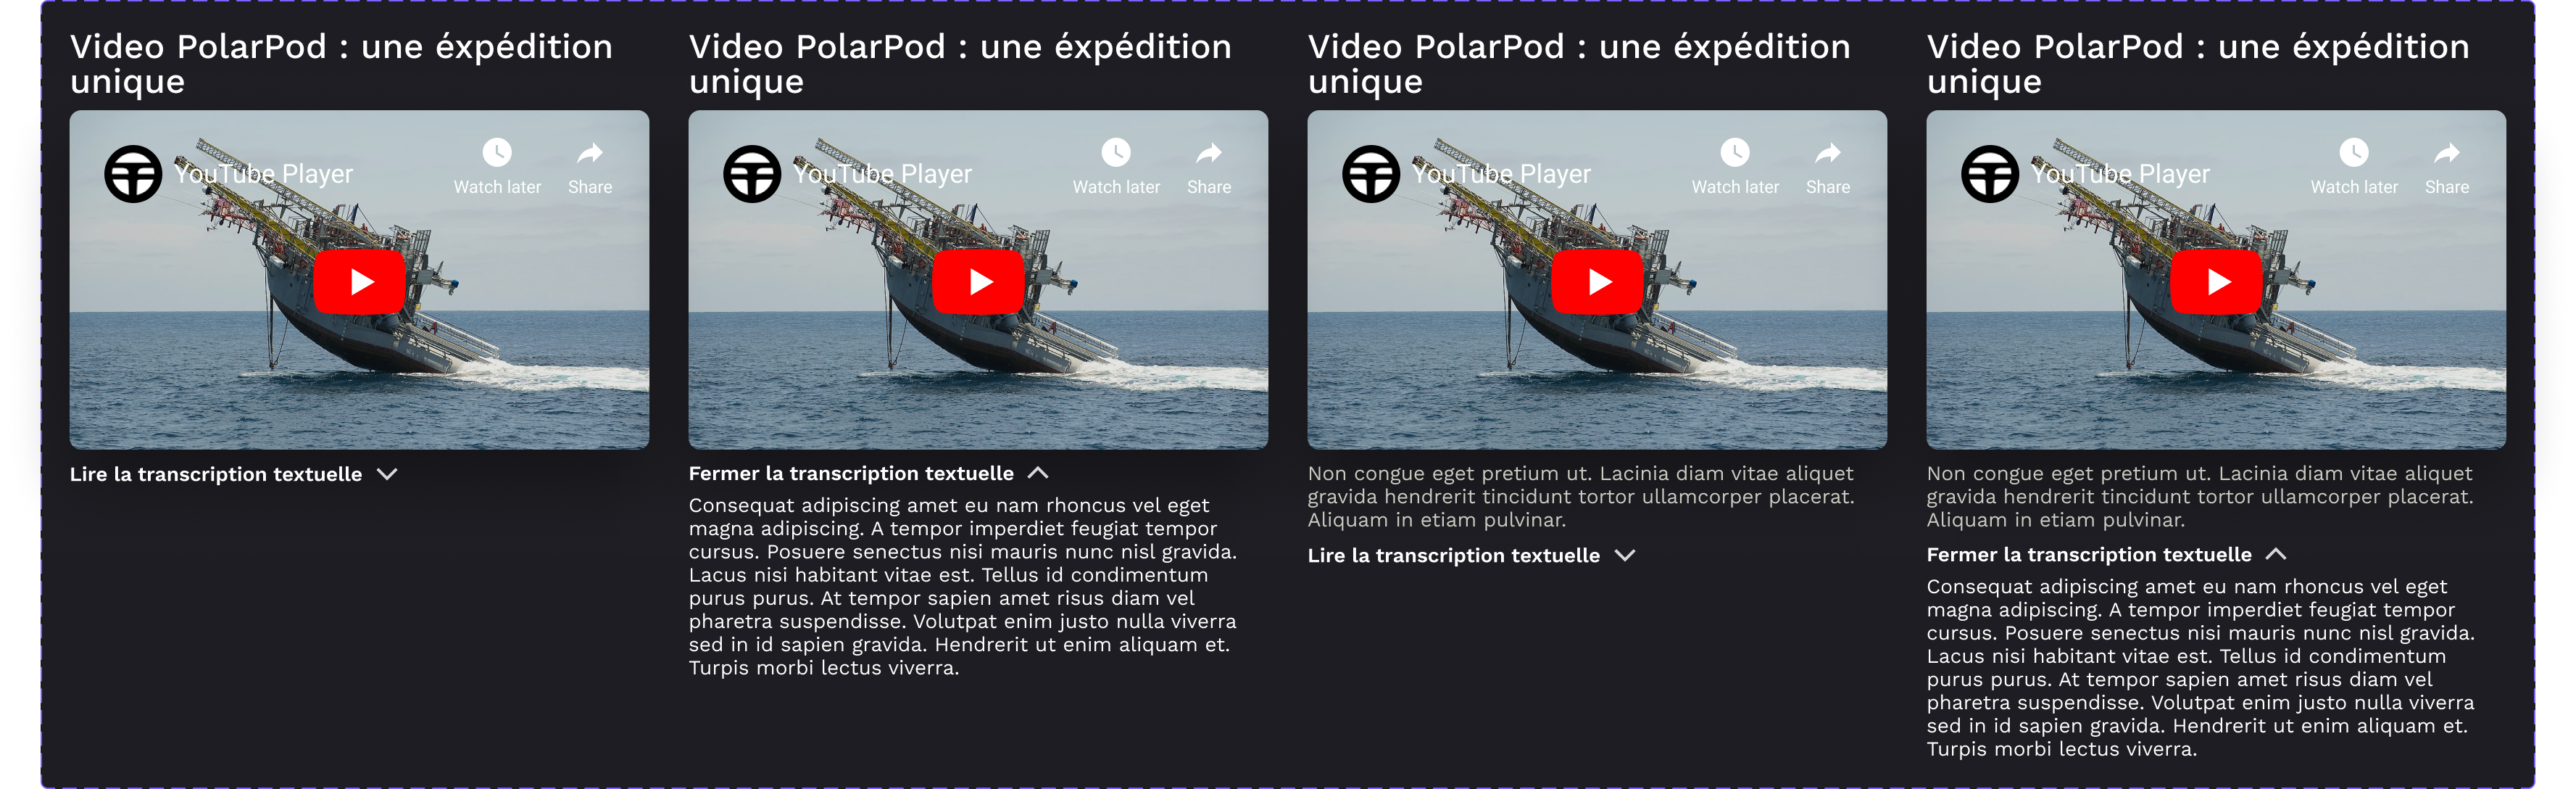 Video PolarPod : une éxpédition
unique
YouTube Player
Watch later
Share
Lire la transcription textuelle
Video PolarPod : une éxpédition
unique
YouTube Player
Watch later
Share
Fermer la transcription textuelle
Consequat adipiscing amet eu nam rhoncus vel eget
magna adipiscing. A tempor imperdiet feugiat tempor
cursus. Posuere senectus nisi mauris nunc nisl gravida.
Lacus nisi habitant vitae est. Tellus id condimentum
purus purus. At tempor sapien amet risus diam vel
pharetra suspendisse. Volutpat enim justo nulla viverra
sed in id sapien gravida. Hendrerit ut enim aliquam et.
Turpis morbi lectus viverra.
Video PolarPod : une éxpédition
unique
YouTube Player
Watch later
Share
Non congue eget pretium ut. Lacinia diam vitae aliquet
gravida hendrerit tincidunt tortor ullamcorper placerat.
Aliquam in etiam pulvinar.
Lire la transcription textuelle
Video PolarPod : une éxpédition
unique
YouTube Player
Watch later
Share
Non congue eget pretium ut. Lacinia diam vitae aliquet
gravida hendrerit tincidunt tortor ullamcorper placerat.
Aliquam in etiam pulvinar.
Fermer la transcription textuelle
Consequat adipiscing amet eu nam rhoncus vel eget
magna adipiscing. A tempor imperdiet feugiat tempor
cursus. Posuere senectus nisi mauris nunc nisl gravida.
Lacus nisi habitant vitae est. Tellus id condimentum
purus purus. At tempor sapien amet risus diam vel
pharetra suspendisse. Volutpat enim justo nulla viverra
sed in id sapien gravida. Hendrerit ut enim aliquam et.
Turpis morbi lectus viverra.